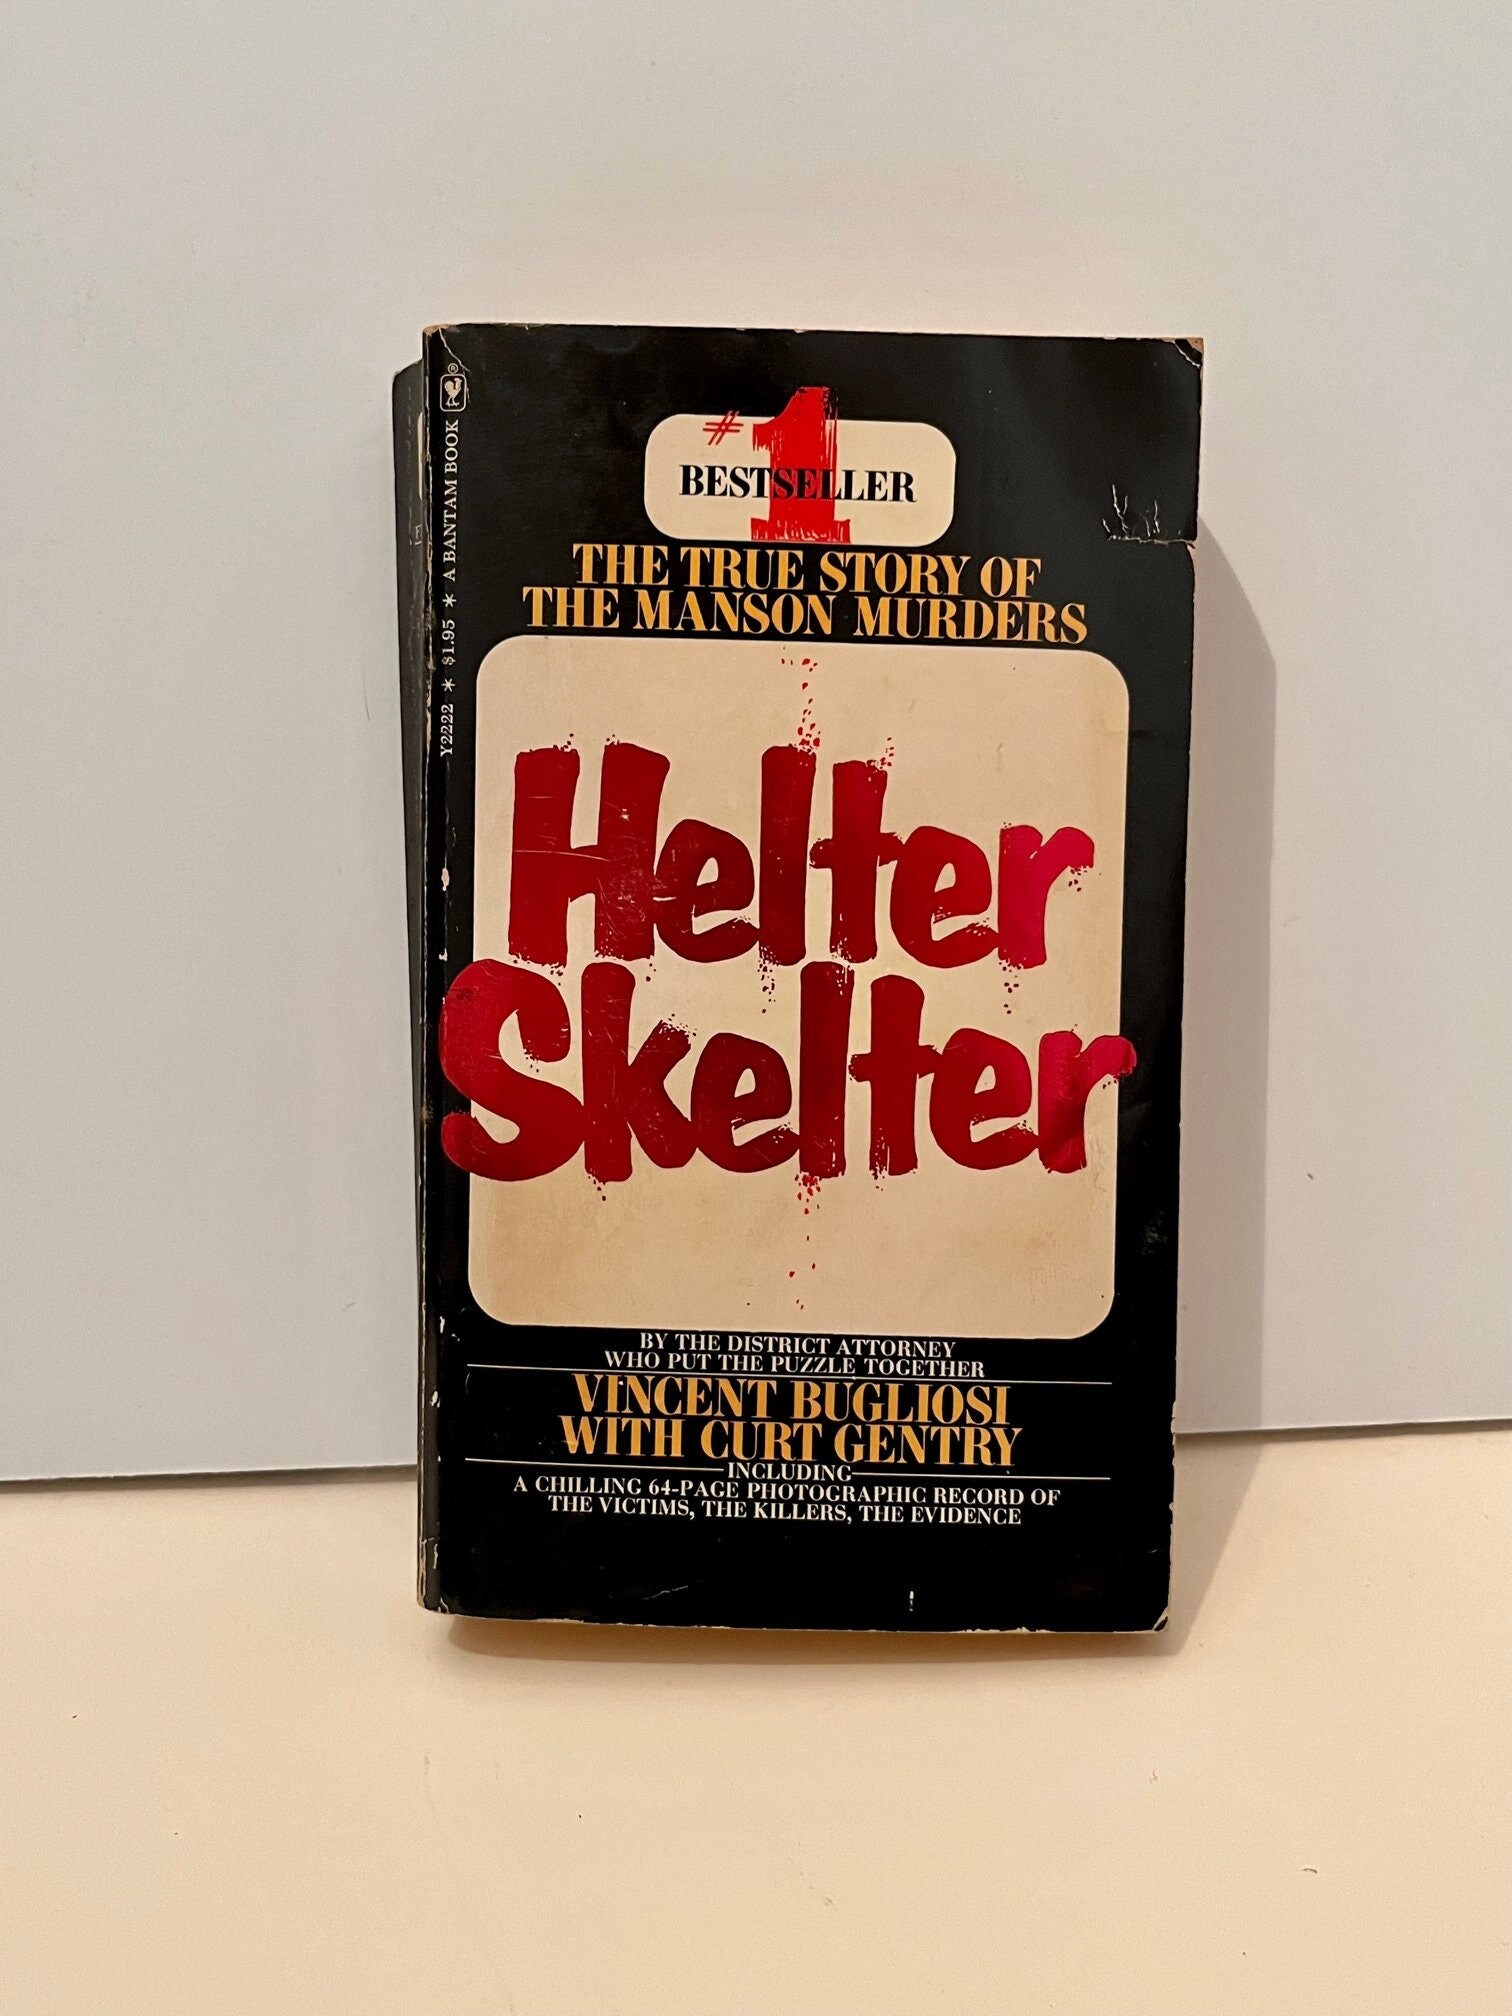 #1
BESTSELLER
THE TRUE STORY OF
THE MANSON MURDERS
Helter
Skelter
BY THE DISTRICT ATTORNEY
WHO PUT THE PUZZLE TOGETHER
VINCENT BUGLIOSI
WITH CURT GENTRY
INCLUDING
A CHILLING 64-PAGE PHOTOGRAPHIC RECORD OF
THE VICTIMS, THE KILLERS, THE EVIDENCE
Y2222 * $1.95 * A BANTAM BOOK ®